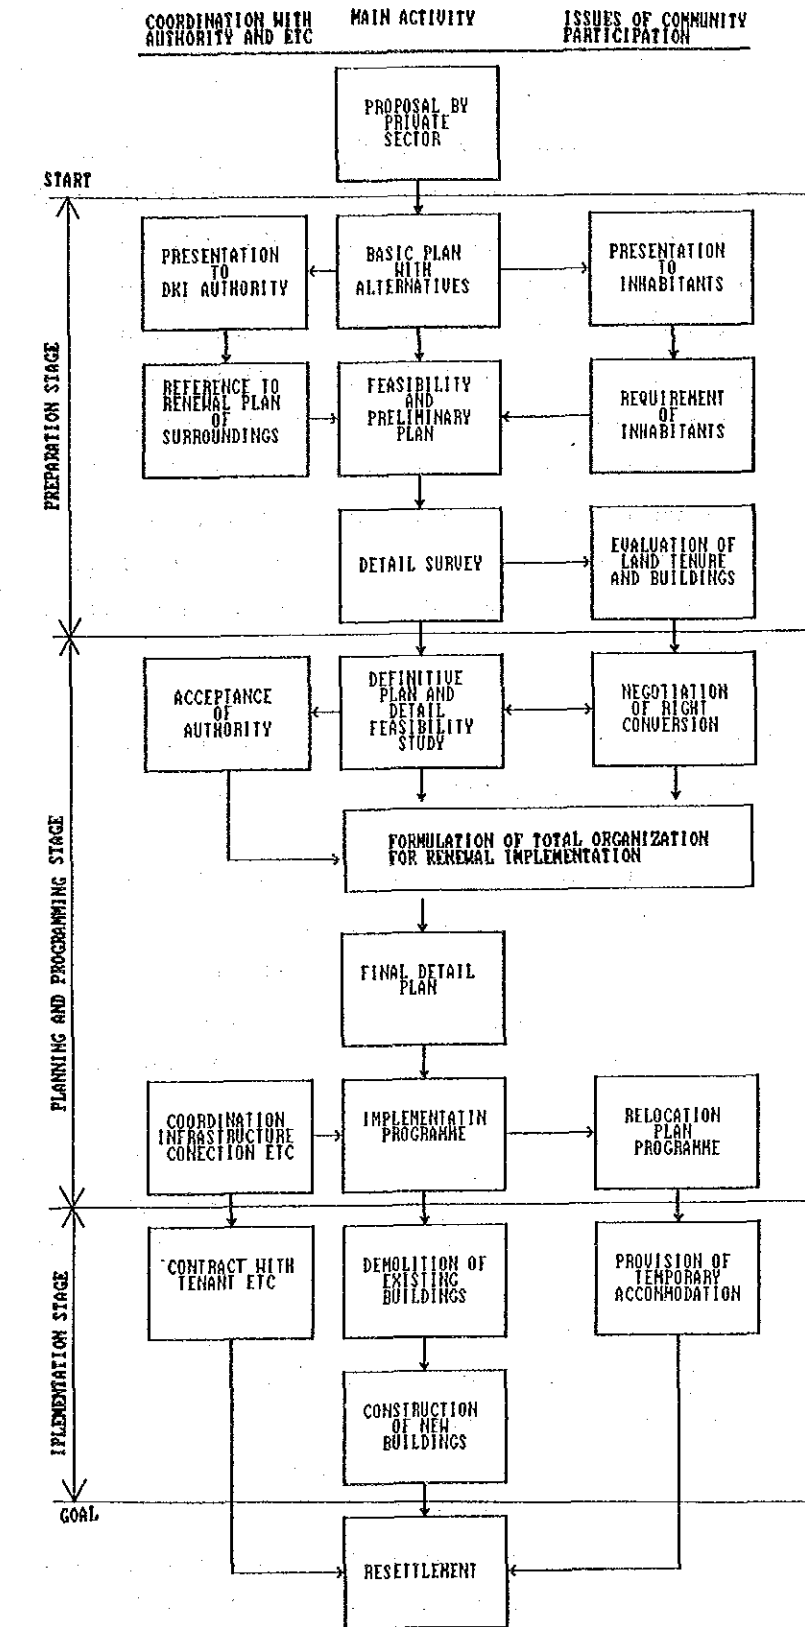 COORDINATION WITH
AUTHORITY AND ETC
MAIN ACTIVITY
ISSUES OF COMMUNITY
PARTICIPATION
PROPOSAL BY
PRIVATE
SECTOR
START
PREPARATION STAGE
PRESENTATION
TO
DKI AUTHORITY
BASIC PLAN
WITH
ALTERNATIVES
PRESENTATION
TO
INHABITANTS
REFERENCE TO
RENEWAL PLAN
OF
SURROUNDINGS
FEASIBILITY
AND
PRELIMINARY
PLAN
REQUIREMENT
OF
INHABITANTS
DETAIL SURVEY
EVALUATION OF
LAND TENURE
AND BUILDINGS
PLANNING AND PROGRAMMING STAGE
ACCEPTANCE
OF
AUTHORITY
DEFINITIVE
PLAN AND
DETAIL
FEASIBILITY
STUDY
NEGOTIATION
OF RIGHT
CONVERSION
FORMULATION OF TOTAL ORGANIZATION
FOR RENEWAL IMPLEMENTATION
FINAL DETAIL
PLAN
COORDINATION
INFRASTRUCTURE
CONECTION ETC
IMPLEMENTATIN
PROGRAMME
RELOCATION
PLAN
PROGRAMME
IPLEMENTATION STAGE
CONTRACT WITH
TENANT ETC
DEMOLITION OF
EXISTING
BUILDINGS
PROVISION OF
TEMPORARY
ACCOMMODATION
CONSTRUCTION
OF NEW
BUILDINGS
GOAL
RESETTLEMENT